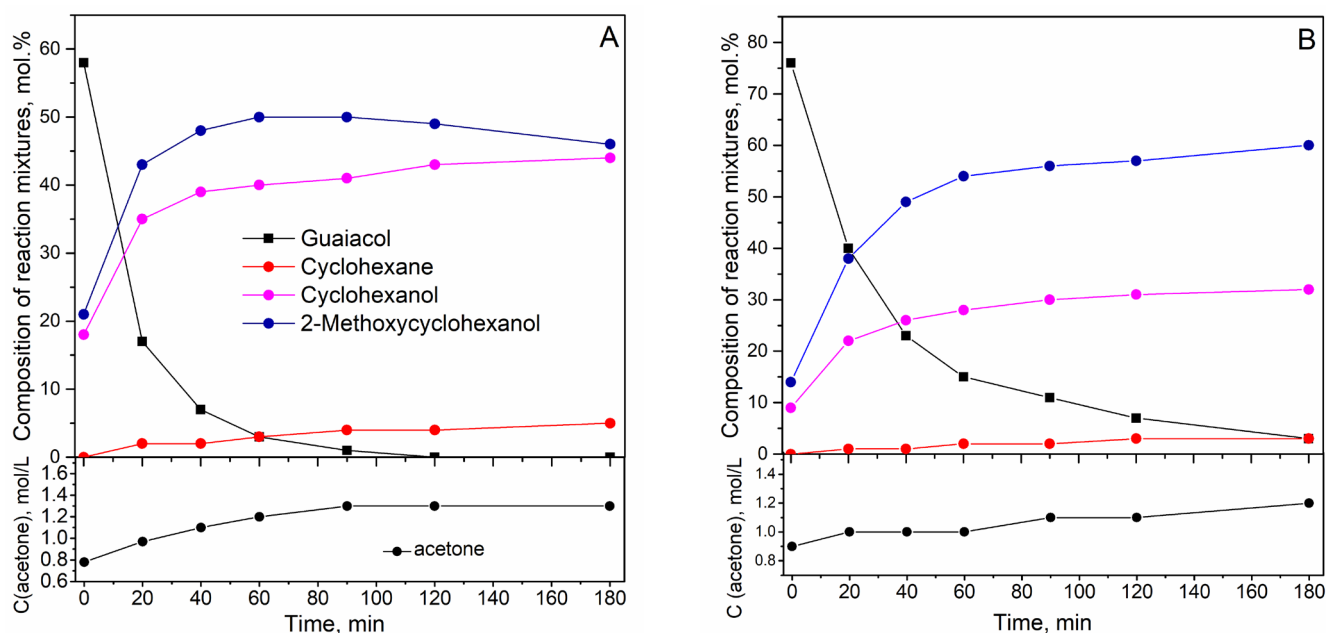 A
Composition of reaction mixtures, mol.%
60
50
40
30
20
10
0
Guaiacol
Cyclohexane
Cyclohexanol
2-Methoxycyclohexanol
C(acetone), mol/L
1.6
1.4
1.2
1.0
0.8
0.6
acetone
0 20 40 60 80 100 120 140 160 180
Time, min
B
Composition of reaction mixtures, mol.%
80
70
60
50
40
30
20
10
0
C (acetone), mol/L
1.4
1.2
1.0
0.8
0 20 40 60 80 100 120 140 160 180
Time, min